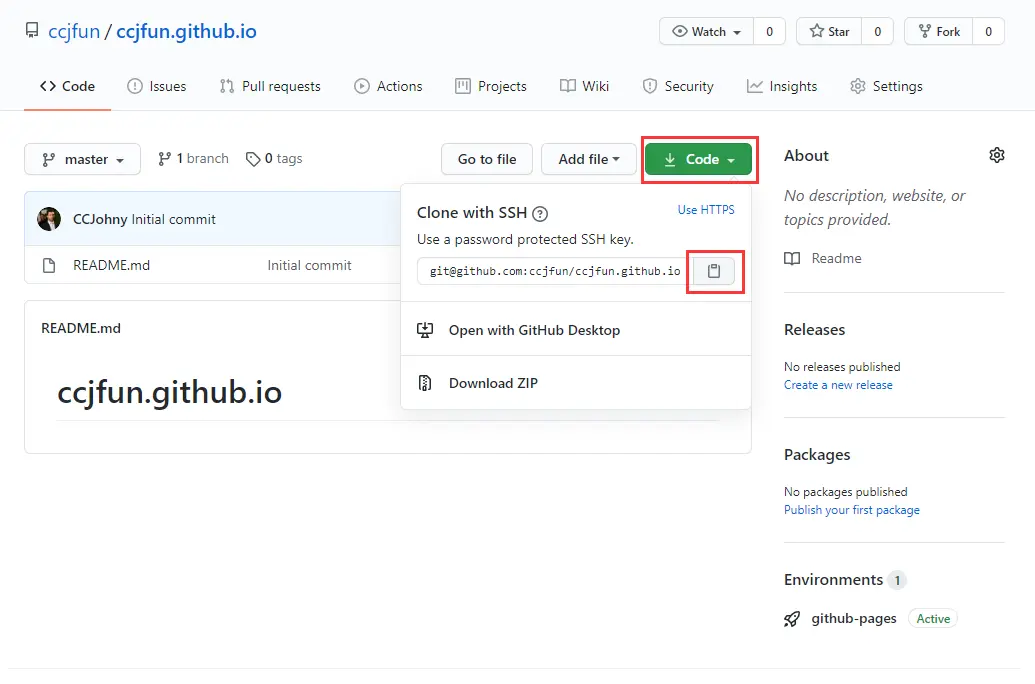 ccjfun / ccjfun.github.io
Watch 0 Star 0 Fork 0
Code Issues Pull requests Actions Projects Wiki Security Insights Settings
master 1 branch 0 tags Go to file Add file Code
CCJohny Initial commit
README.md Initial commit
Clone with SSH Use HTTPS
Use a password protected SSH key.
git@github.com:ccjfun/ccjfun.github.io
Open with GitHub Desktop
Download ZIP
README.md
ccjfun.github.io
About
No description, website, or
topics provided.
Readme
Releases
No releases published
Create a new release
Packages
No packages published
Publish your first package
Environments 1
github-pages Active